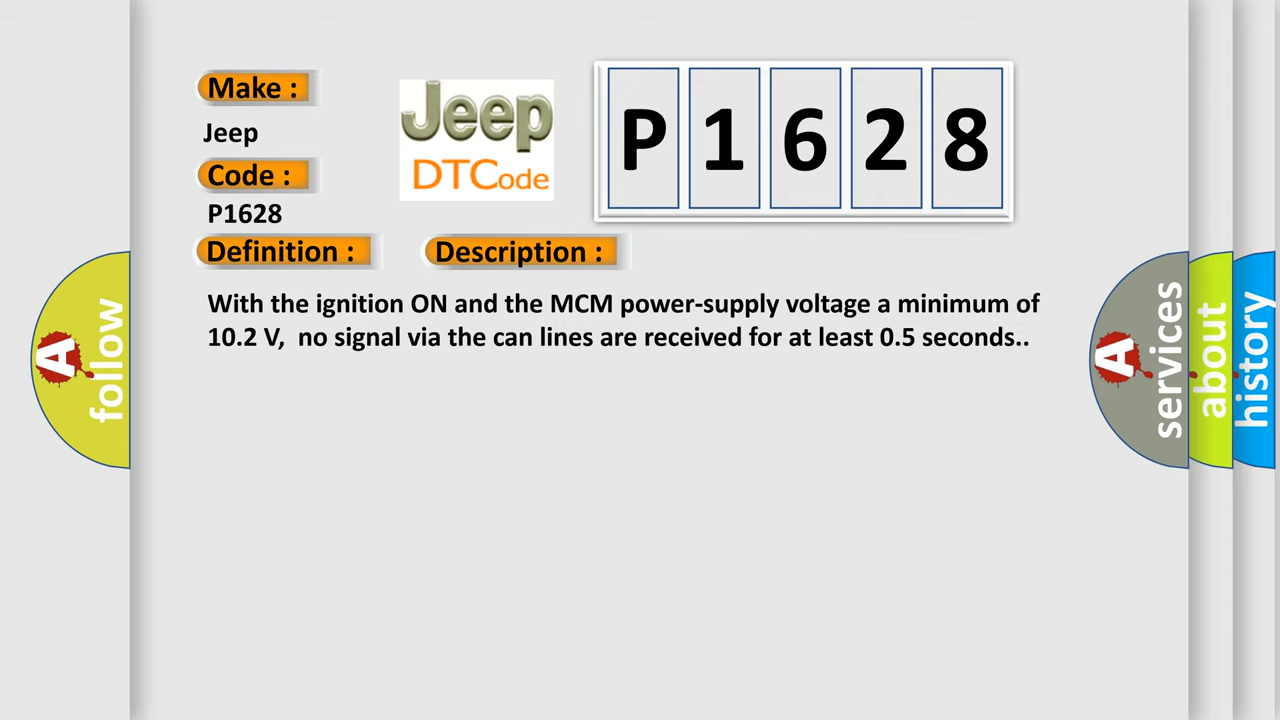 Make :
Jeep
Code :
P1628
Jeep
DTCode
P 1 6 2 8
Definition :
Description :
With the ignition ON and the MCM power-supply voltage a minimum of
10.2 V,  no signal via the can lines are received for at least 0.5 seconds..
A follow
A services
about
history